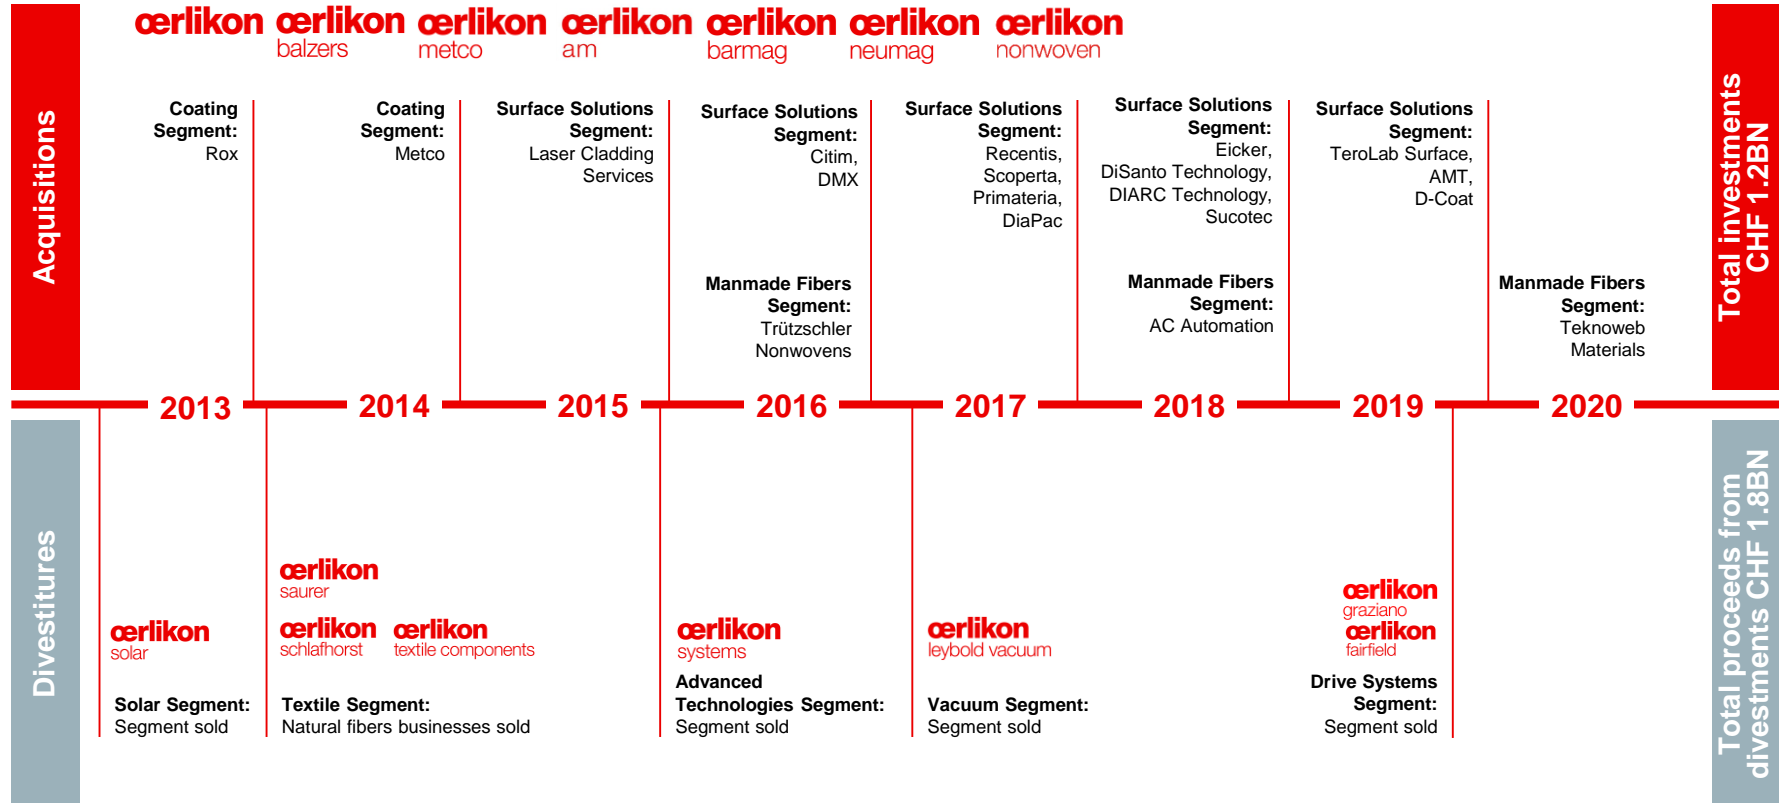 œrlikon
œrlikon
balzers
œrlikon
metco
œrlikon
am
œrlikon
barmag
œrlikon
neumag
œrlikon
nonwoven
Acquisitions
Coating
Segment:
Rox
Coating
Segment:
Metco
Surface Solutions
Segment:
Laser Cladding
Services
Surface Solutions
Segment:
Citim,
DMX
Manmade Fibers
Segment:
Trützschler
Nonwovens
Surface Solutions
Segment:
Recentis,
Scoperta,
Primateria,
DiaPac
Surface Solutions
Segment:
Eicker,
DiSanto Technology,
DIARC Technology,
Sucotec
Manmade Fibers
Segment:
AC Automation
Surface Solutions
Segment:
TeroLab Surface,
AMT,
D-Coat
Manmade Fibers
Segment:
Teknoweb
Materials
Total investments
CHF 1.2BN
2013
2014
2015
2016
2017
2018
2019
2020
Divestitures
œrlikon
solar
Solar Segment:
Segment sold
œrlikon
saurer
œrlikon
schlafhorst
œrlikon
textile components
Textile Segment:
Natural fibers businesses sold
œrlikon
systems
Advanced
Technologies Segment:
Segment sold
œrlikon
leybold vacuum
Vacuum Segment:
Segment sold
œrlikon
graziano
œrlikon
fairfield
Drive Systems
Segment:
Segment sold
Total proceeds from
divestments CHF 1.8BN